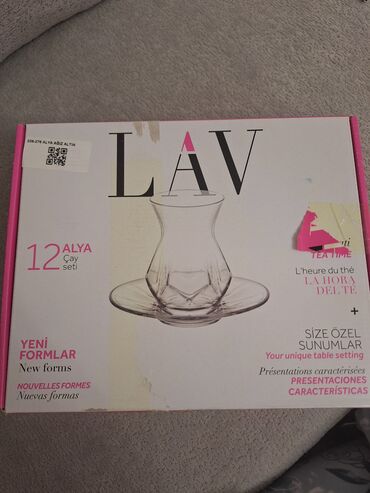 LAV
12 ALYA
Çay
seti
TEA TIME
L'heure du thé
LA HORA
DEL TÉ
+
YENİ
FORMLAR
New forms
NOUVELLES FORMES
Nuevas formas
SİZE ÖZEL
SUNUMLAR
Your unique table setting
Présentations caractérisées
PRESENTACIONES
CARACTERÍSTICAS